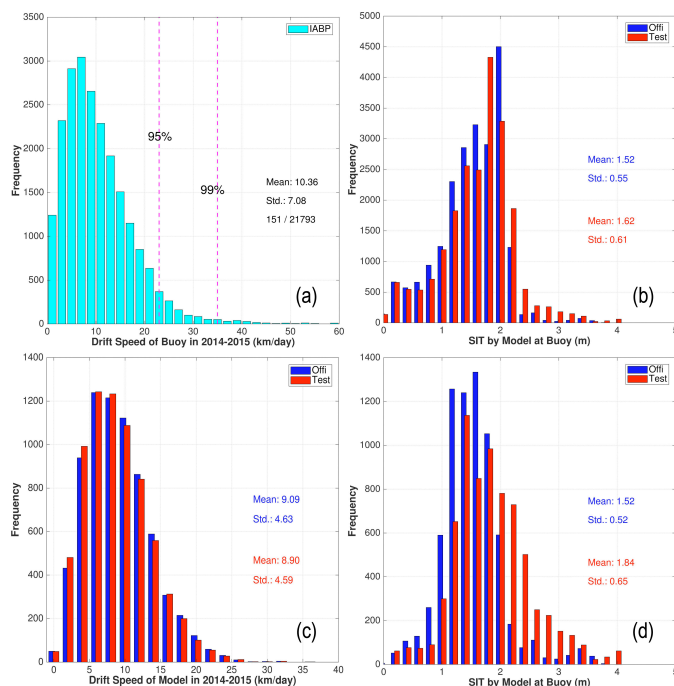 3500
3000
2500
2000
1500
1000
500
0
Frequency
IABP
95%
99%
Mean: 10.36
Std.: 7.08
151 / 21793
(a)
0 10 20 30 40 50 60
Drift Speed of Buoy in 2014-2015 (km/day)
5000
4500
4000
3500
3000
2500
2000
1500
1000
500
0
Frequency
Offi
Test
Mean: 1.52
Std.: 0.55
Mean: 1.62
Std.: 0.61
(b)
0 1 2 3 4 5
SIT by Model at Buoy (m)
1400
1200
1000
800
600
400
200
0
Frequency
Offi
Test
Mean: 9.09
Std.: 4.63
Mean: 8.90
Std.: 4.59
(c)
0 5 10 15 20 25 30 35 40
Drift Speed of Model in 2014-2015 (km/day)
1400
1200
1000
800
600
400
200
0
Frequency
Offi
Test
Mean: 1.52
Std.: 0.52
Mean: 1.84
Std.: 0.65
(d)
0 1 2 3 4 5
SIT by Model at Buoy (m)